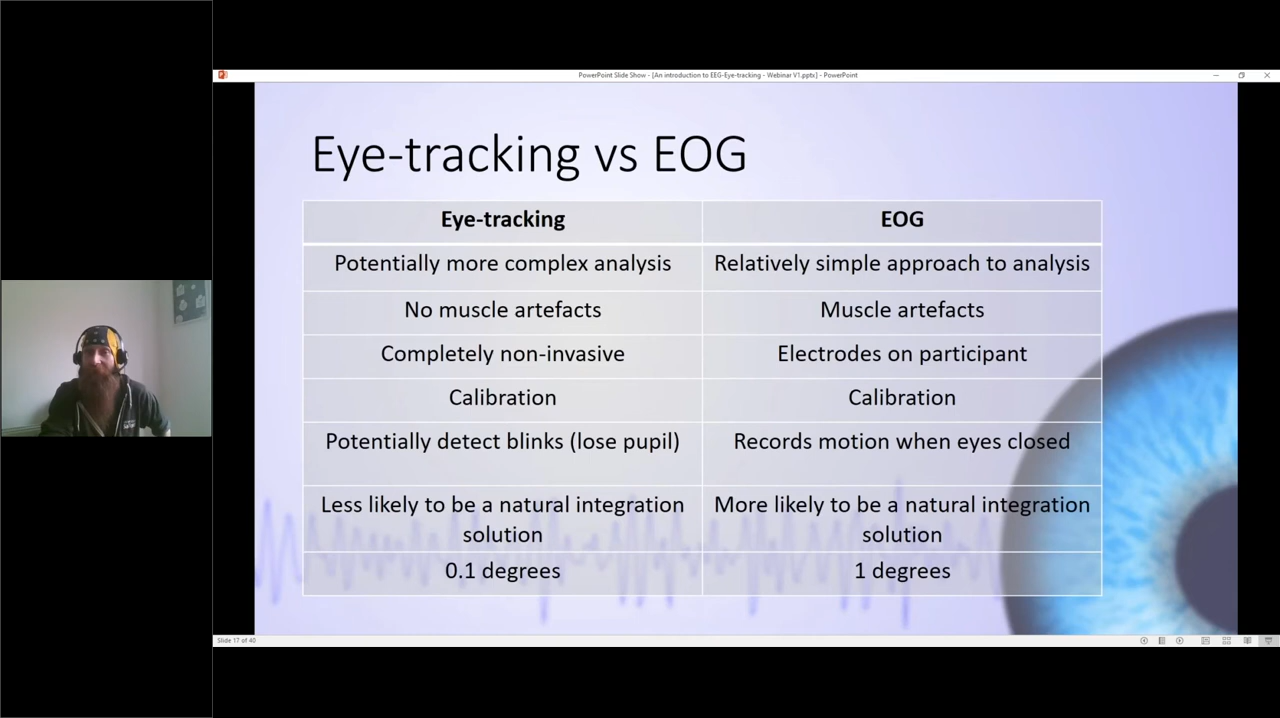 PowerPoint Slide Show - [An introduction to EEG-Eye-tracking - Webinar V1.pptx] - PowerPoint
Eye-tracking vs EOG
Eye-tracking EOG
Potentially more complex analysis Relatively simple approach to analysis
No muscle artefacts Muscle artefacts
Completely non-invasive Electrodes on participant
Calibration Calibration
Potentially detect blinks (lose pupil) Records motion when eyes closed
Less likely to be a natural integration More likely to be a natural integration
solution solution
0.1 degrees 1 degrees
Slide 17 of 40